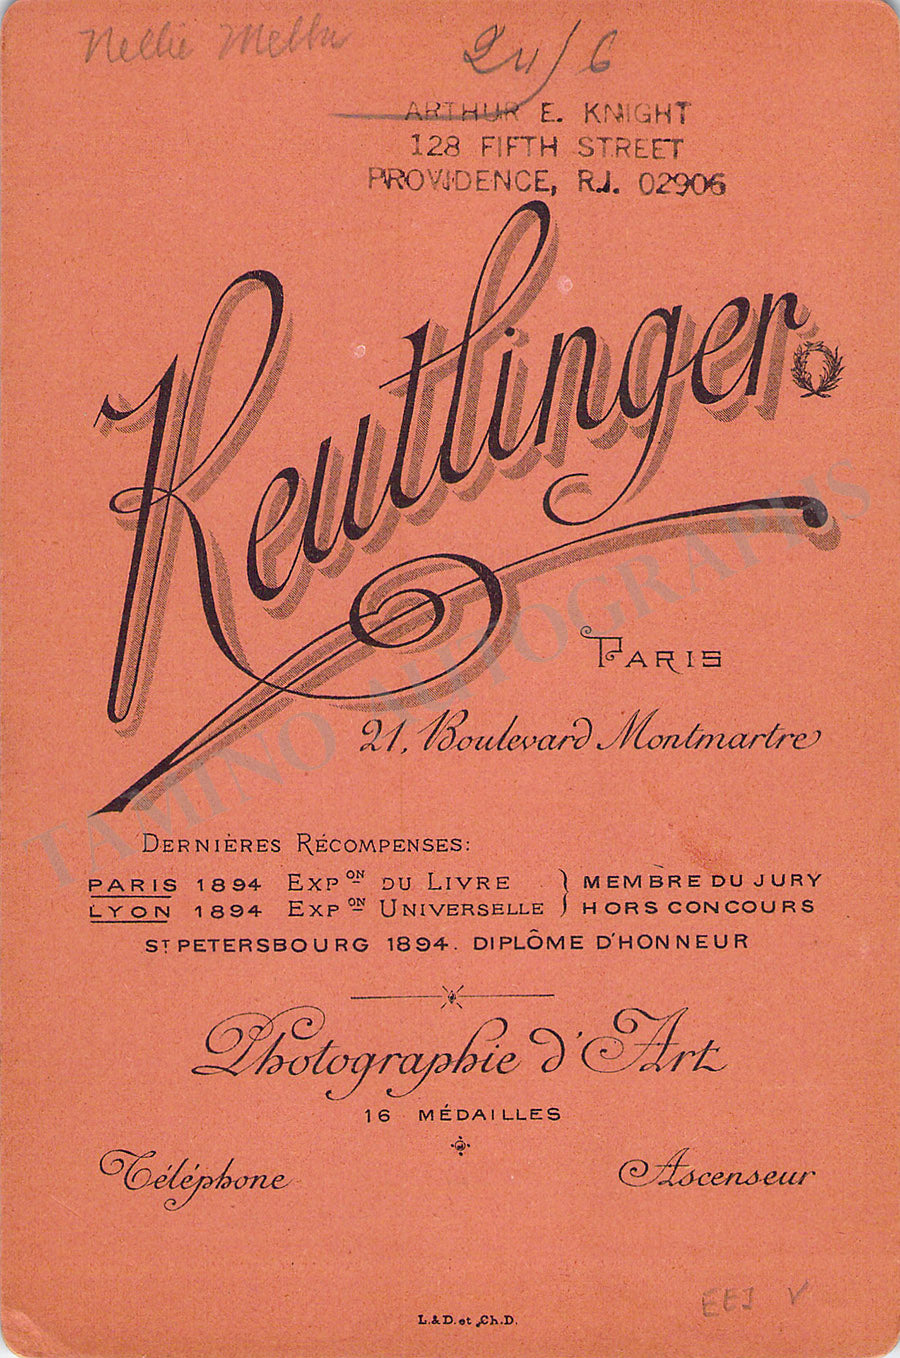 Nellie Melba
24/6
ARTHUR E. KNIGHT
128 FIFTH STREET
PROVIDENCE, R.I. 02906
Reutlinger
PARIS
21, Boulevard Montmartre
DERNIÈRES RÉCOMPENSES:
PARIS 1894 EXPON DU LIVRE } MEMBRE DU JURY
LYON 1894 EXPON UNIVERSELLE } HORS CONCOURS
ST PETERSBOURG 1894. DIPLÔME D'HONNEUR
Photographie d'Art
16 MÉDAILLES
Téléphone Ascenseur
EEJ V
L. & D. et Ch. D.
TAMINO AUTOGRAPHS